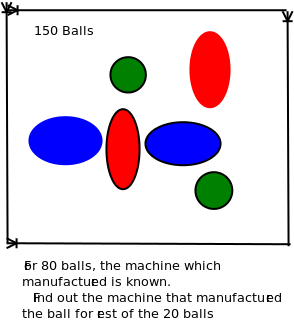 150 Balls
For 80 balls, the machine which
manufactured is known.
Find out the machine that manufactured
the ball for rest of the 20 balls